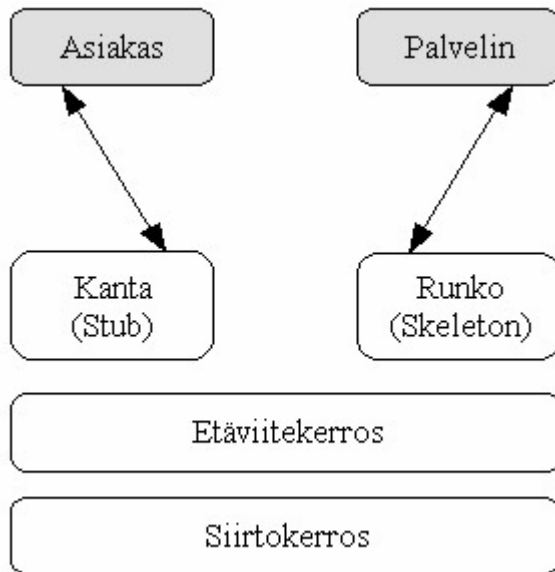 Asiakas
Palvelin
Kanta
(Stub)
Runko
(Skeleton)
Etäviitekerros
Siirtokerros